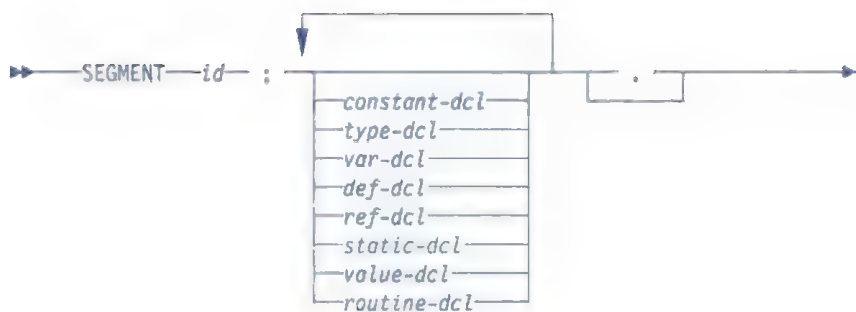 SEGMENT id : .
constant-dcl
type-dcl
var-dcl
def-dcl
ref-dcl
static-dcl
value-dcl
routine-dcl